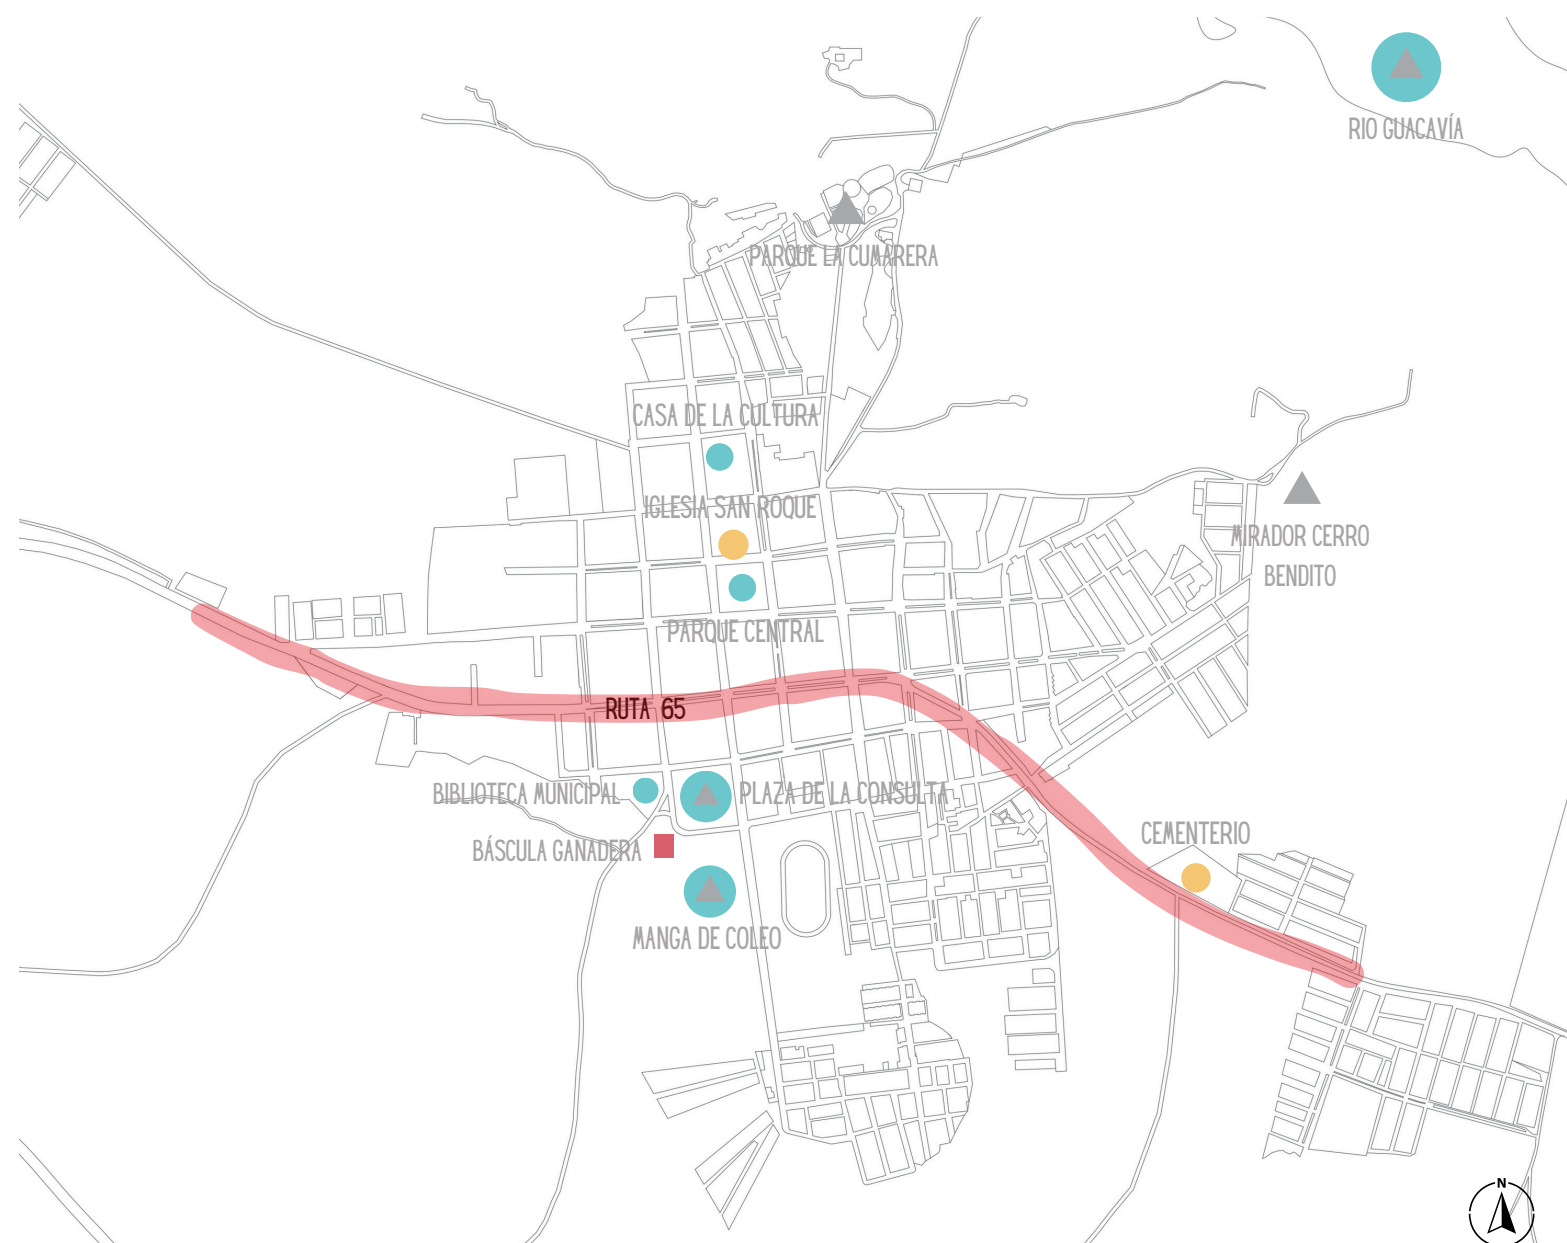 RIO GUACAVÍA
PARQUE LA CUMARERA
CASA DE LA CULTURA
IGLESIA SAN ROQUE
MIRADOR CERRO
BENDITO
PARQUE CENTRAL
RUTA 65
BIBLIOTECA MUNICIPAL
PLAZA DE LA CONSULTA
BÁSCULA GANADERA
CEMENTERIO
MANGA DE COLEO
N